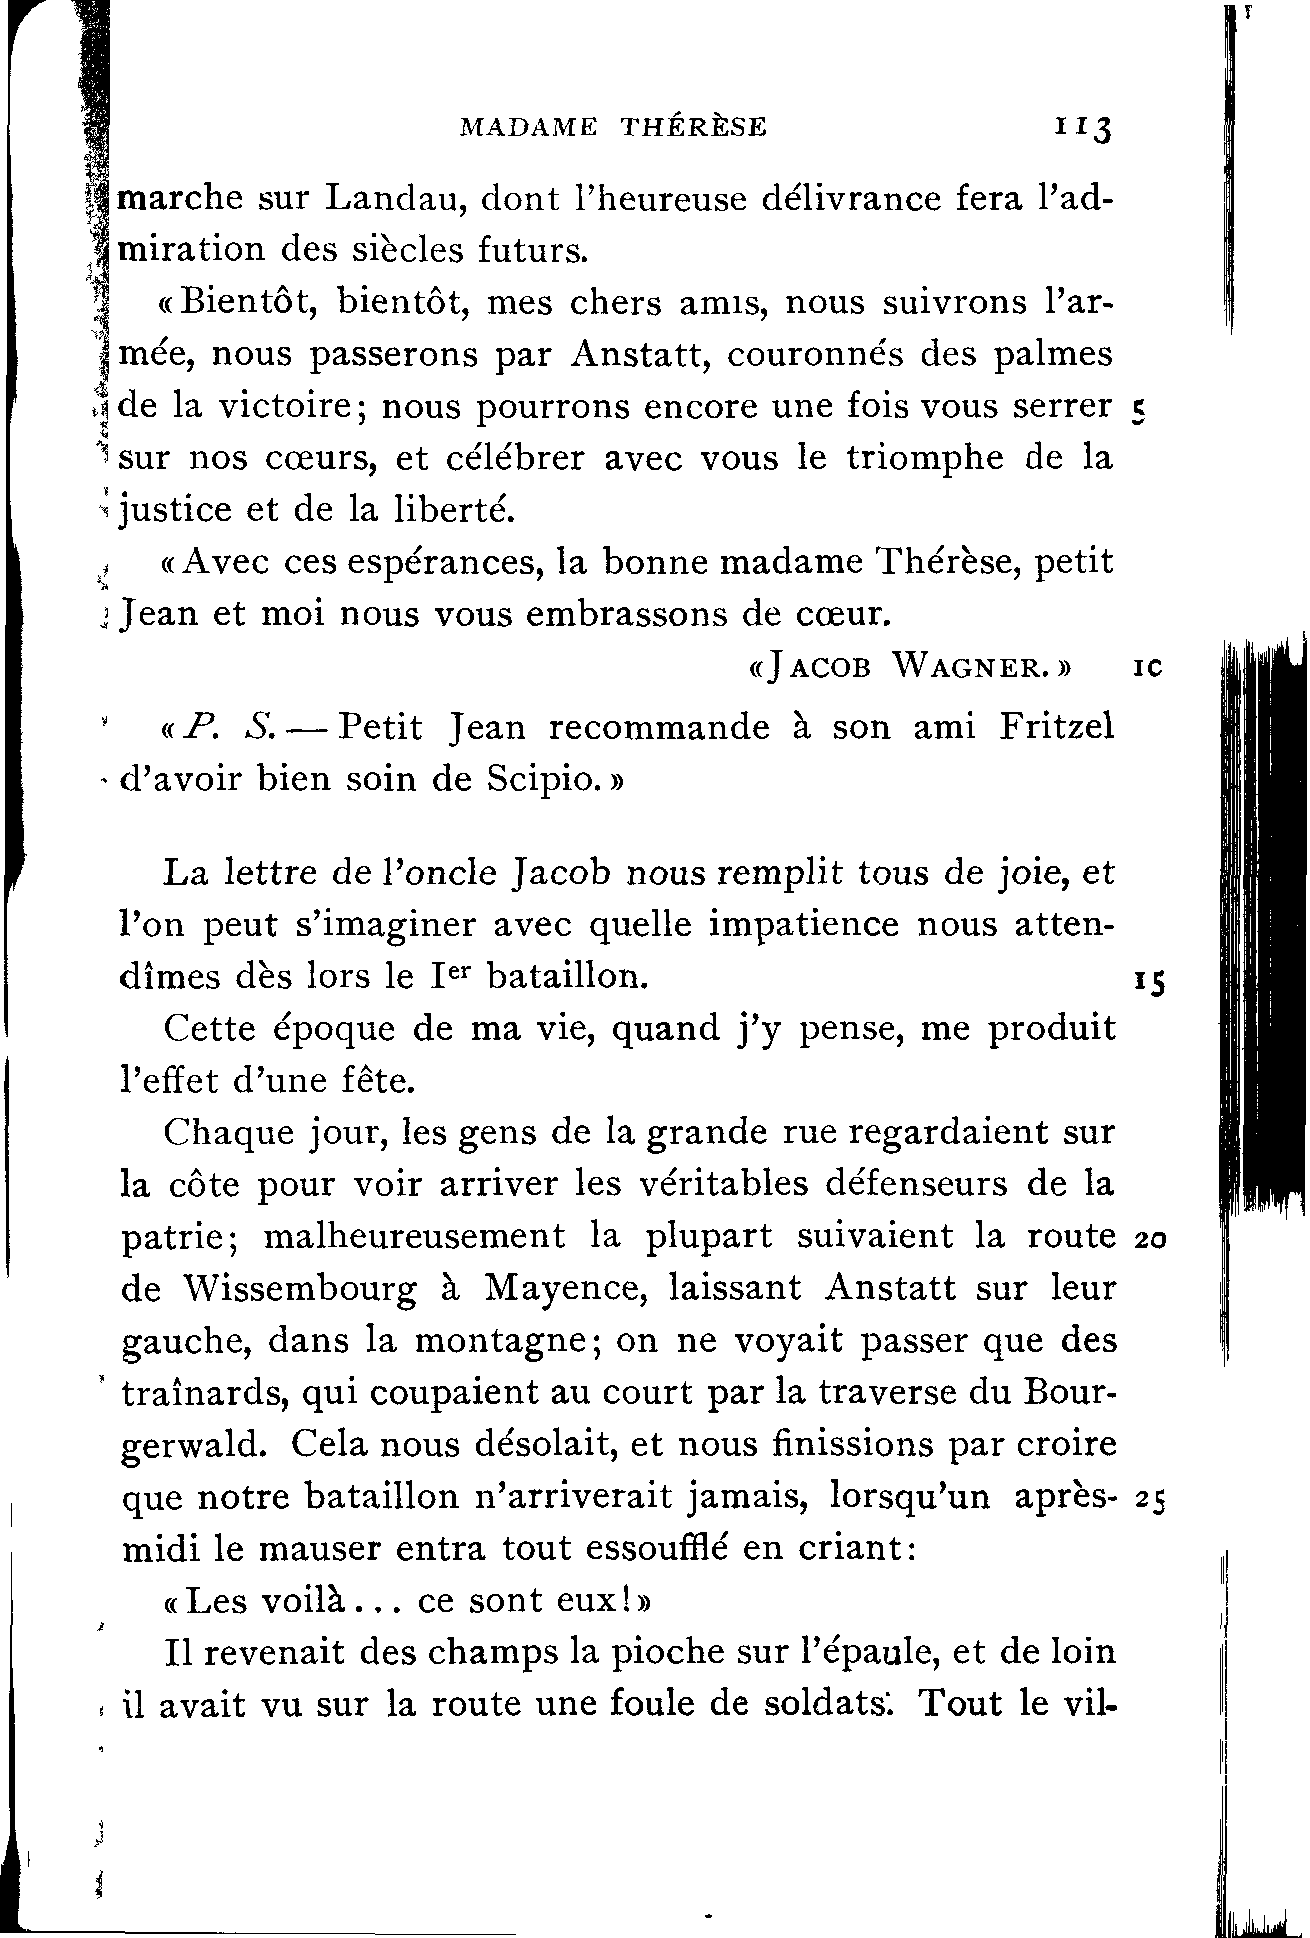 MADAME THÉRÈSE 113
marche sur Landau, dont l'heureuse délivrance fera l'ad-
miration des siècles futurs.
«Bientôt, bientôt, mes chers amis, nous suivrons l'ar-
mée, nous passerons par Anstatt, couronnés des palmes
de la victoire; nous pourrons encore une fois vous serrer 5
sur nos cœurs, et célébrer avec vous le triomphe de la
justice et de la liberté.
«Avec ces espérances, la bonne madame Thérèse, petit
Jean et moi nous vous embrassons de cœur.
«JACOB WAGNER.» 10
«P. S.—Petit Jean recommande à son ami Fritzel
d'avoir bien soin de Scipio.»
La lettre de l'oncle Jacob nous remplit tous de joie, et
l'on peut s'imaginer avec quelle impatience nous atten-
dîmes dès lors le Ier bataillon. 15
Cette époque de ma vie, quand j'y pense, me produit
l'effet d'une fête.
Chaque jour, les gens de la grande rue regardaient sur
la côte pour voir arriver les véritables défenseurs de la
patrie; malheureusement la plupart suivaient la route 20
de Wissembourg à Mayence, laissant Anstatt sur leur
gauche, dans la montagne; on ne voyait passer que des
traînards, qui coupaient au court par la traverse du Bour-
gerwald. Cela nous désolait, et nous finissions par croire
que notre bataillon n'arriverait jamais, lorsqu'un après- 25
midi le mauser entra tout essoufflé en criant:
«Les voilà... ce sont eux!»
Il revenait des champs la pioche sur l'épaule, et de loin
il avait vu sur la route une foule de soldats. Tout le vil-